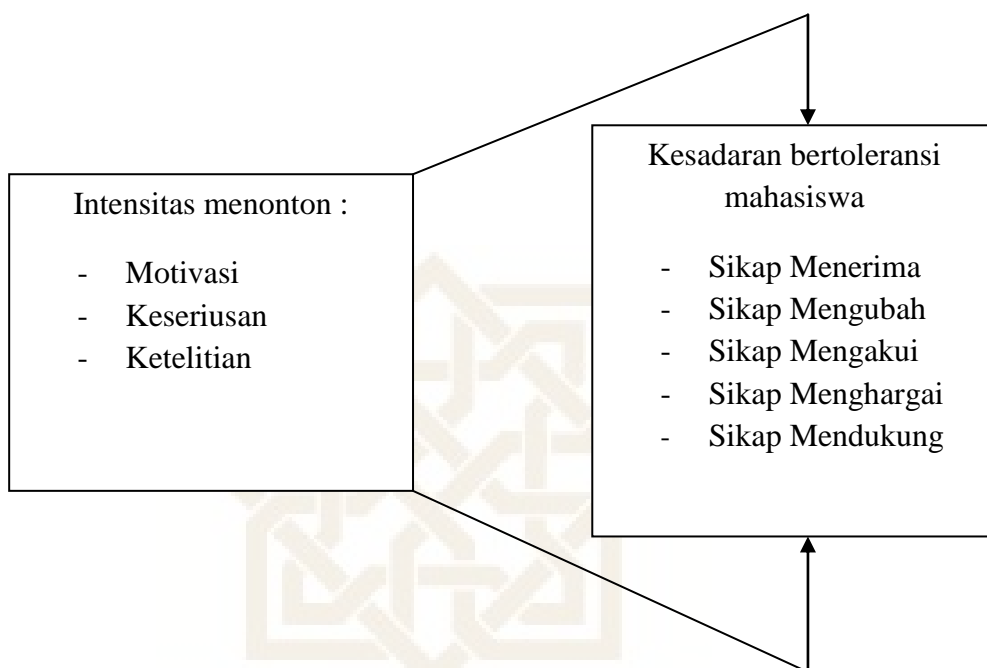 Intensitas menonton :
- Motivasi
- Keseriusan
- Ketelitian
Kesadaran bertoleransi
mahasiswa
- Sikap Menerima
- Sikap Mengubah
- Sikap Mengakui
- Sikap Menghargai
- Sikap Mendukung